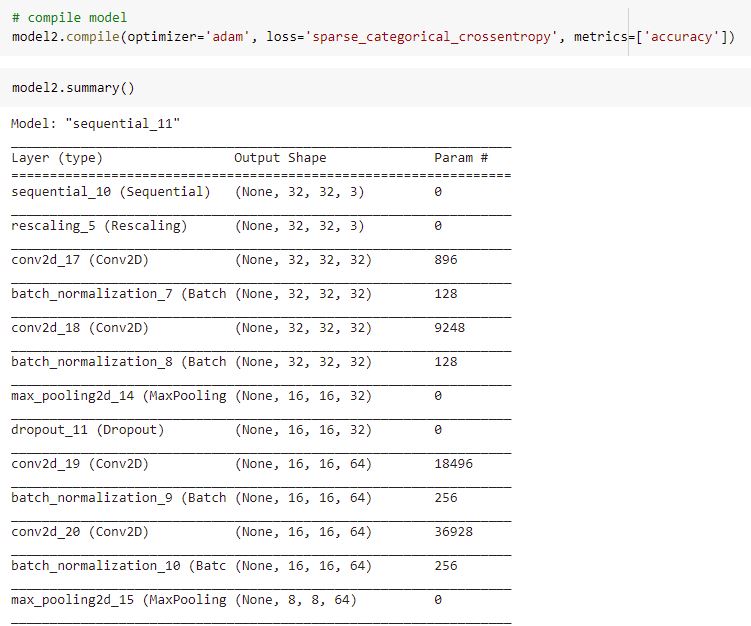 # compile model
model2.compile(optimizer='adam', loss='sparse_categorical_crossentropy', metrics=['accuracy'])
model2.summary()
Model: "sequential_11"
_________________________________________________________________
Layer (type)                 Output Shape              Param #
=================================================================
sequential_10 (Sequential)   (None, 32, 32, 3)         0
_________________________________________________________________
rescaling_5 (Rescaling)      (None, 32, 32, 3)         0
_________________________________________________________________
conv2d_17 (Conv2D)           (None, 32, 32, 32)        896
_________________________________________________________________
batch_normalization_7 (Batch (None, 32, 32, 32)        128
_________________________________________________________________
conv2d_18 (Conv2D)           (None, 32, 32, 32)        9248
_________________________________________________________________
batch_normalization_8 (Batch (None, 32, 32, 32)        128
_________________________________________________________________
max_pooling2d_14 (MaxPooling (None, 16, 16, 32)        0
_________________________________________________________________
dropout_11 (Dropout)         (None, 16, 16, 32)        0
_________________________________________________________________
conv2d_19 (Conv2D)           (None, 16, 16, 64)        18496
_________________________________________________________________
batch_normalization_9 (Batch (None, 16, 16, 64)        256
_________________________________________________________________
conv2d_20 (Conv2D)           (None, 16, 16, 64)        36928
_________________________________________________________________
batch_normalization_10 (Batc (None, 16, 16, 64)        256
_________________________________________________________________
max_pooling2d_15 (MaxPooling (None, 8, 8, 64)          0
_________________________________________________________________